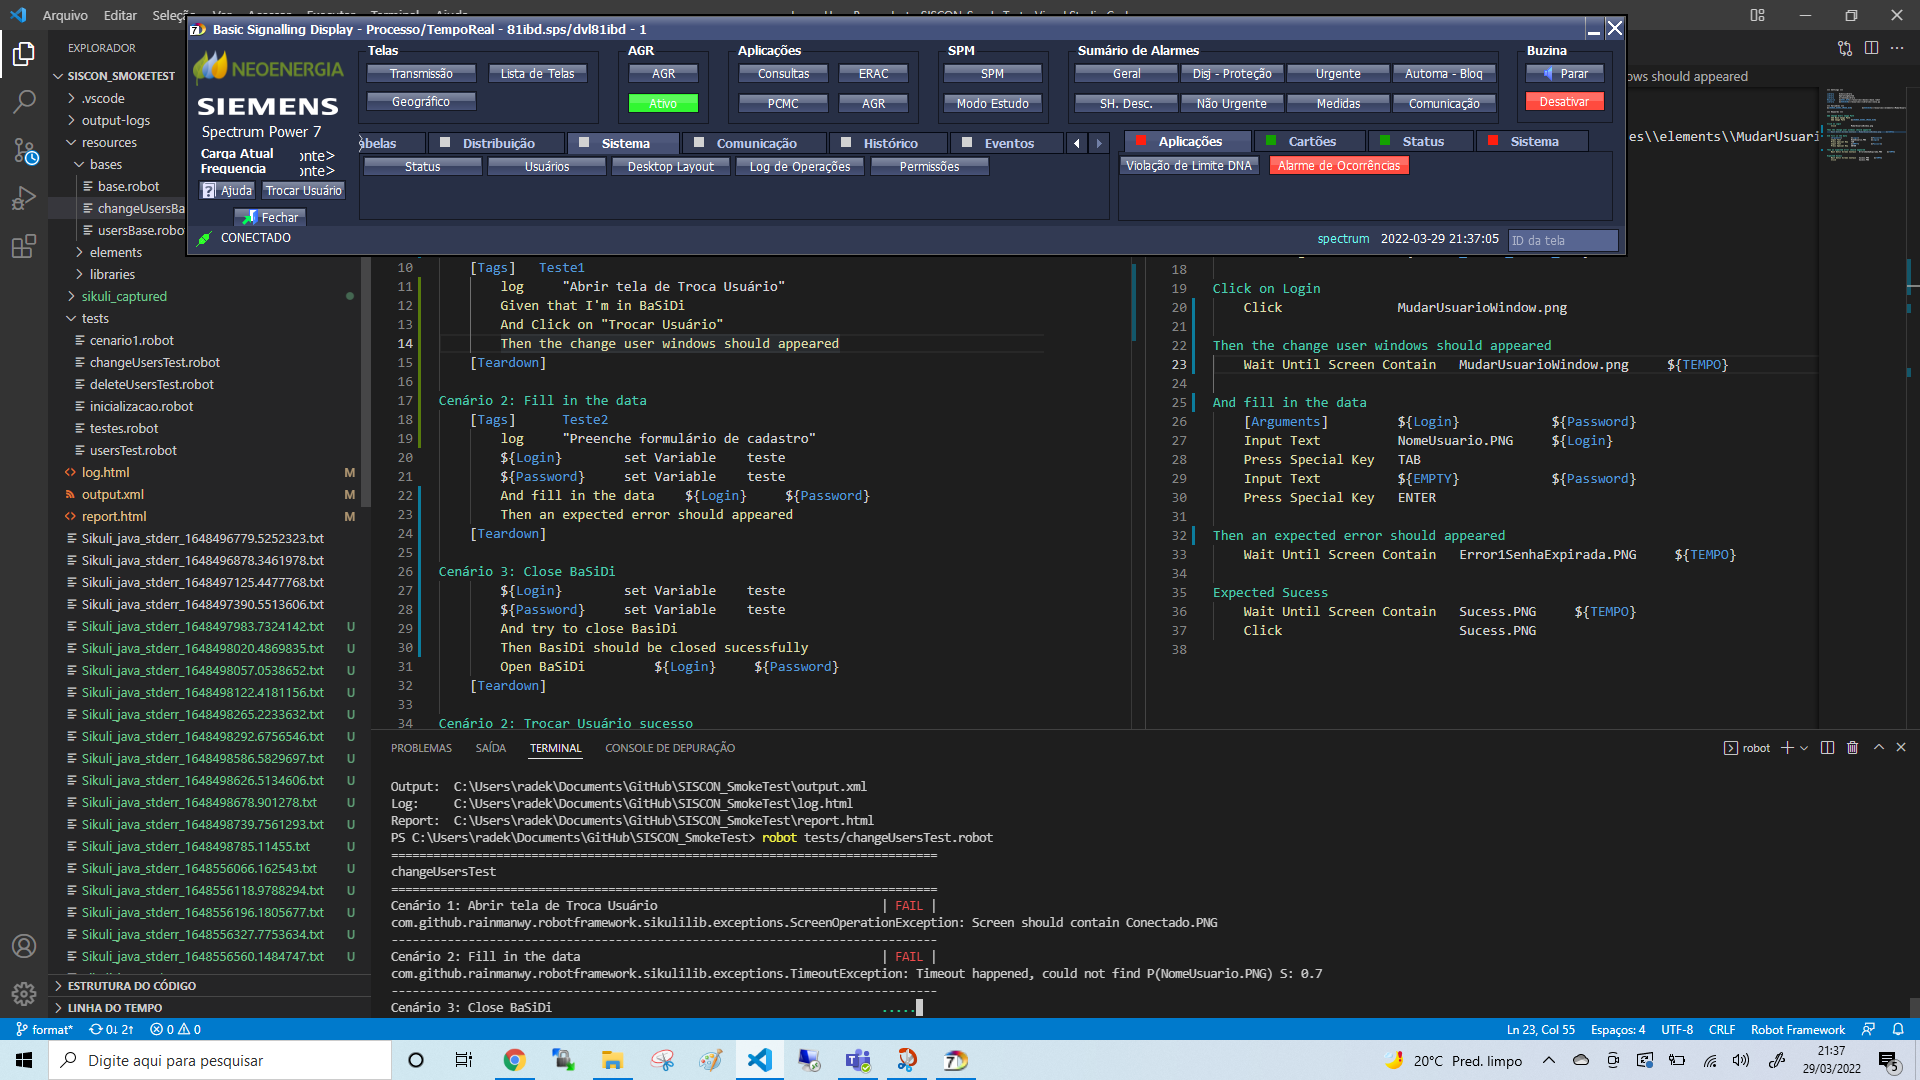 Arquivo
Editar
Basic Signalling Display - Processo/TempoReal - 81ibd.sps/dvl81ibd - 1
NEOENERGIA
SIEMENS
Spectrum Power 7
Carga Atual
Frequencia
onte>
onte>
Ajuda
Trocar Usuário
Fechar
CONECTADO
Telas
Transmissão
Lista de Telas
Geográfico
AGR
AGR
Ativo
Aplicações
Consultas
ERAC
PCMC
AGR
SPM
SPM
Modo Estudo
Sumário de Alarmes
Geral
Disj - Proteção
Urgente
Automa - Bloq
SH. Desc.
Não Urgente
Medidas
Comunicação
Buzina
Parar
Desativar
abelas
Distribuição
Sistema
Comunicação
Histórico
Eventos
Status
Usuários
Desktop Layout
Log de Operações
Permissões
Aplicações
Cartões
Status
Sistema
Violação de Limite DNA
Alarme de Ocorrências
spectrum
2022-03-29 21:37:05
ID da tela
EXPLORADOR
SISCON_SMOKETEST
.vscode
output-logs
resources
bases
base.robot
changeUsersBa
usersBase.robo
elements
libraries
sikuli_captured
tests
cenario1.robot
changeUsersTest.robot
deleteUsersTest.robot
inicializacao.robot
testes.robot
usersTest.robot
log.html M
output.xml M
report.html M
Sikuli_java_stderr_1648496779.5252323.txt
Sikuli_java_stderr_1648496878.3461978.txt
Sikuli_java_stderr_1648497125.4477768.txt
Sikuli_java_stderr_1648497390.5513606.txt
Sikuli_java_stderr_1648497983.7324142.txt U
Sikuli_java_stderr_1648498020.4869835.txt U
Sikuli_java_stderr_1648498057.0538652.txt U
Sikuli_java_stderr_1648498122.4181156.txt U
Sikuli_java_stderr_1648498265.2233632.txt U
Sikuli_java_stderr_1648498292.6756546.txt U
Sikuli_java_stderr_1648498586.5829697.txt U
Sikuli_java_stderr_1648498626.5134606.txt U
Sikuli_java_stderr_1648498678.901278.txt U
Sikuli_java_stderr_1648498739.7561293.txt U
Sikuli_java_stderr_1648498785.11455.txt U
Sikuli_java_stderr_1648556066.162543.txt U
Sikuli_java_stderr_1648556118.9788294.txt U
Sikuli_java_stderr_1648556196.1805677.txt U
Sikuli_java_stderr_1648556327.7753634.txt U
Sikuli_java_stderr_1648556560.1484747.txt U
ESTRUTURA DO CÓDIGO
LINHA DO TEMPO
10 [Tags] Teste1
11 log "Abrir tela de Troca Usuário"
12 Given that I'm in BaSiDi
13 And Click on "Trocar Usuário"
14 Then the change user windows should appeared
15 [Teardown]
16
17 Cenário 2: Fill in the data
18 [Tags] Teste2
19 log "Preenche formulário de cadastro"
20 ${Login} set Variable teste
21 ${Password} set Variable teste
22 And fill in the data ${Login} ${Password}
23 Then an expected error should appeared
24 [Teardown]
25
26 Cenário 3: Close BaSiDi
27 ${Login} set Variable teste
28 ${Password} set Variable teste
29 And try to close BasiDi
30 Then BasiDi should be closed sucessfully
31 Open BaSiDi ${Login} ${Password}
32 [Teardown]
33
34 Cenário 2: Trocar Usuário sucesso
ows should appeared
es\\elements\\MudarUsuari
18
19 Click on Login
20 Click MudarUsuarioWindow.png
21
22 Then the change user windows should appeared
23 Wait Until Screen Contain MudarUsuarioWindow.png ${TEMPO}
24
25 And fill in the data
26 [Arguments] ${Login} ${Password}
27 Input Text NomeUsuario.PNG ${Login}
28 Press Special Key TAB
29 Input Text ${EMPTY} ${Password}
30 Press Special Key ENTER
31
32 Then an expected error should appeared
33 Wait Until Screen Contain Error1SenhaExpirada.PNG ${TEMPO}
34
35 Expected Sucess
36 Wait Until Screen Contain Sucess.PNG ${TEMPO}
37 Click Sucess.PNG
38
PROBLEMAS
SAÍDA
TERMINAL
CONSOLE DE DEPURAÇÃO
robot
Output: C:\Users\radek\Documents\GitHub\SISCON_SmokeTest\output.xml
Log: C:\Users\radek\Documents\GitHub\SISCON_SmokeTest\log.html
Report: C:\Users\radek\Documents\GitHub\SISCON_SmokeTest\report.html
PS C:\Users\radek\Documents\GitHub\SISCON_SmokeTest> robot tests/changeUsersTest.robot
==============================================================================
changeUsersTest
==============================================================================
Cenário 1: Abrir tela de Troca Usuário | FAIL |
com.github.rainmanwy.robotframework.sikulilib.exceptions.ScreenOperationException: Screen should contain Conectado.PNG
------------------------------------------------------------------------------
Cenário 2: Fill in the data | FAIL |
com.github.rainmanwy.robotframework.sikulilib.exceptions.TimeoutException: Timeout happened, could not find P(NomeUsuario.PNG) S: 0.7
------------------------------------------------------------------------------
Cenário 3: Close BaSiDi .....
format*
0↓ 2↑
0
0
Ln 23, Col 55
Espaços: 4
UTF-8
CRLF
Robot Framework
Digite aqui para pesquisar
20°C Pred. limpo
21:37
29/03/2022
5